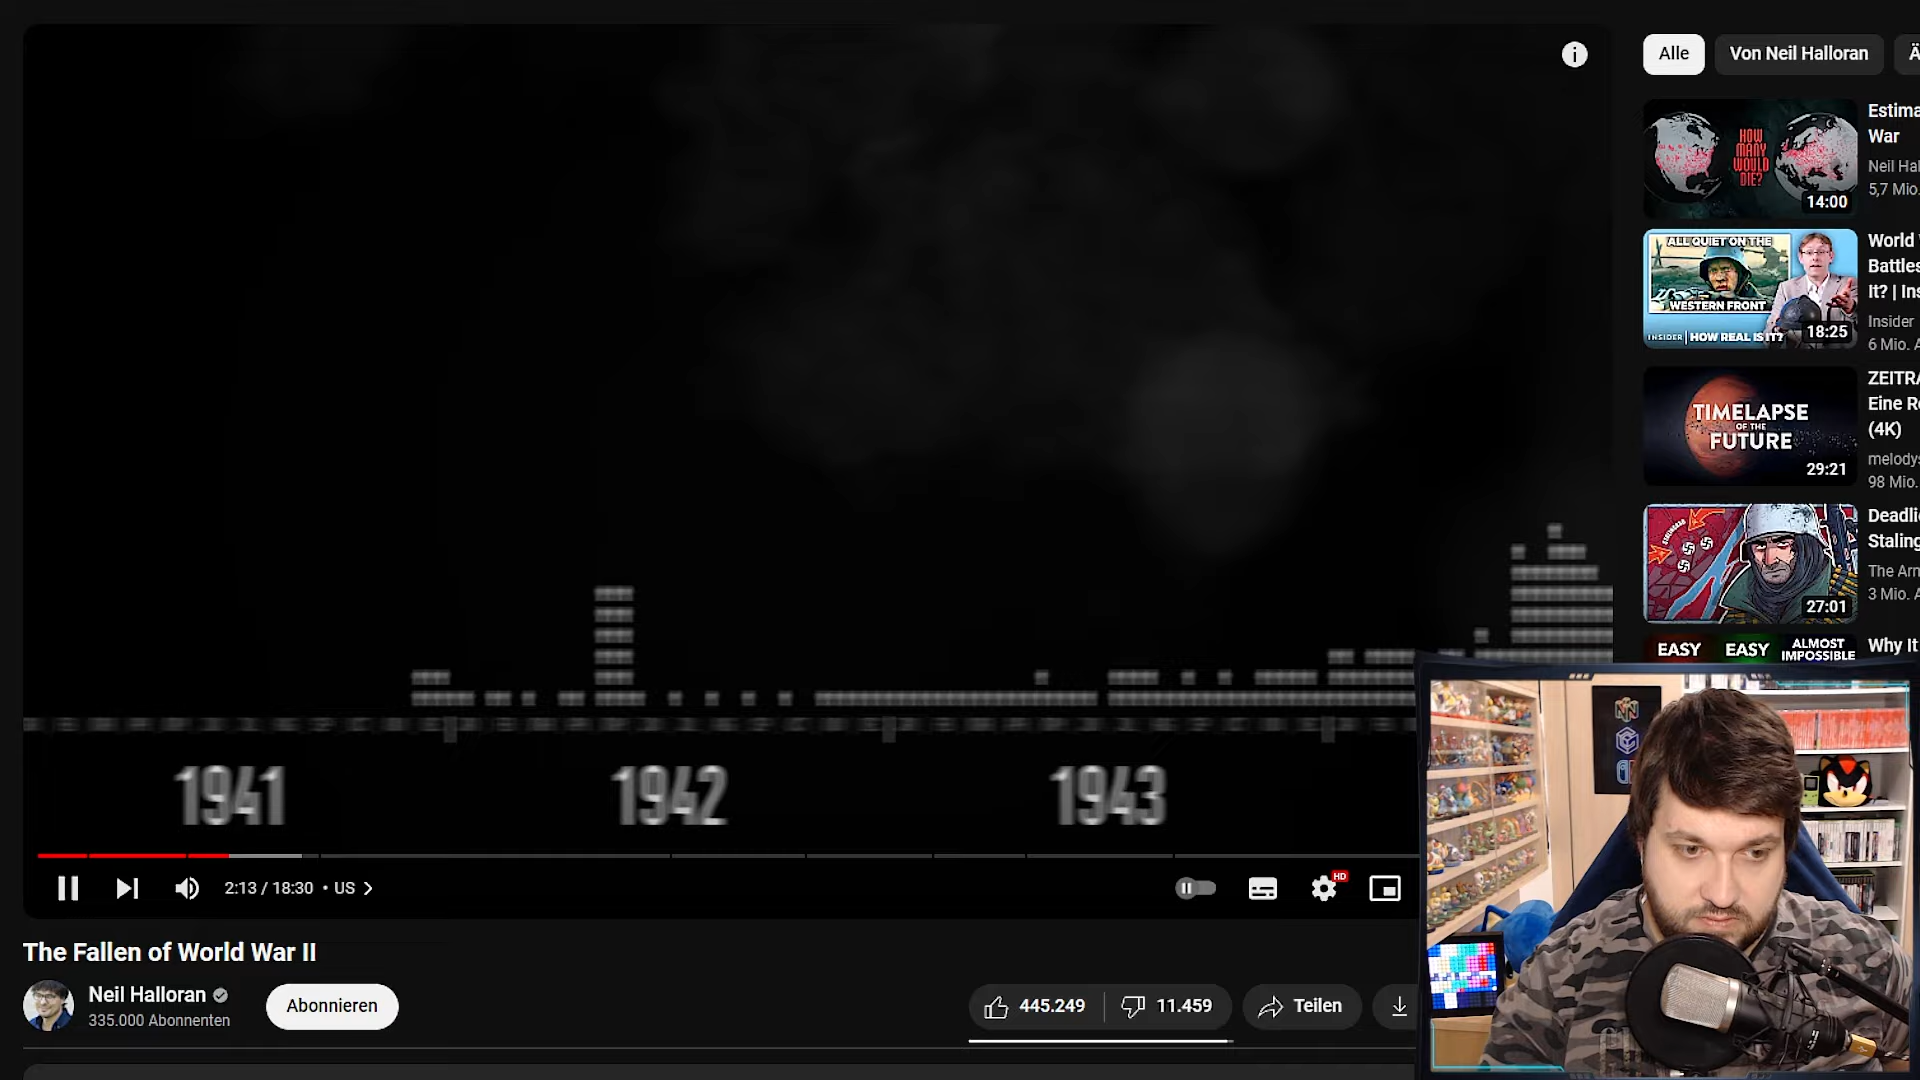 Alle
Von Neil Halloran
Ä
HOW
MANY
WOULD
DIE?
14:00
Estima
War
Neil Hal
5,7 Mio.
ALL QUIET ON THE
WESTERN FRONT
INSIDER | HOW REAL IS IT?
18:25
World
Battles
It? | Ins
Insider
6 Mio. A
TIMELAPSE
OF THE
FUTURE
29:21
ZEITRA
Eine Re
(4K)
melodys
98 Mio.
STALINGRAD
27:01
Deadlie
Staling
The Arm
3 Mio. A
EASY
EASY
ALMOST
IMPOSSIBLE
Why It
1941
1942
1943
2:13 / 18:30 • US
HD
The Fallen of World War II
Neil Halloran
335.000 Abonnenten
Abonnieren
445.249
11.459
Teilen